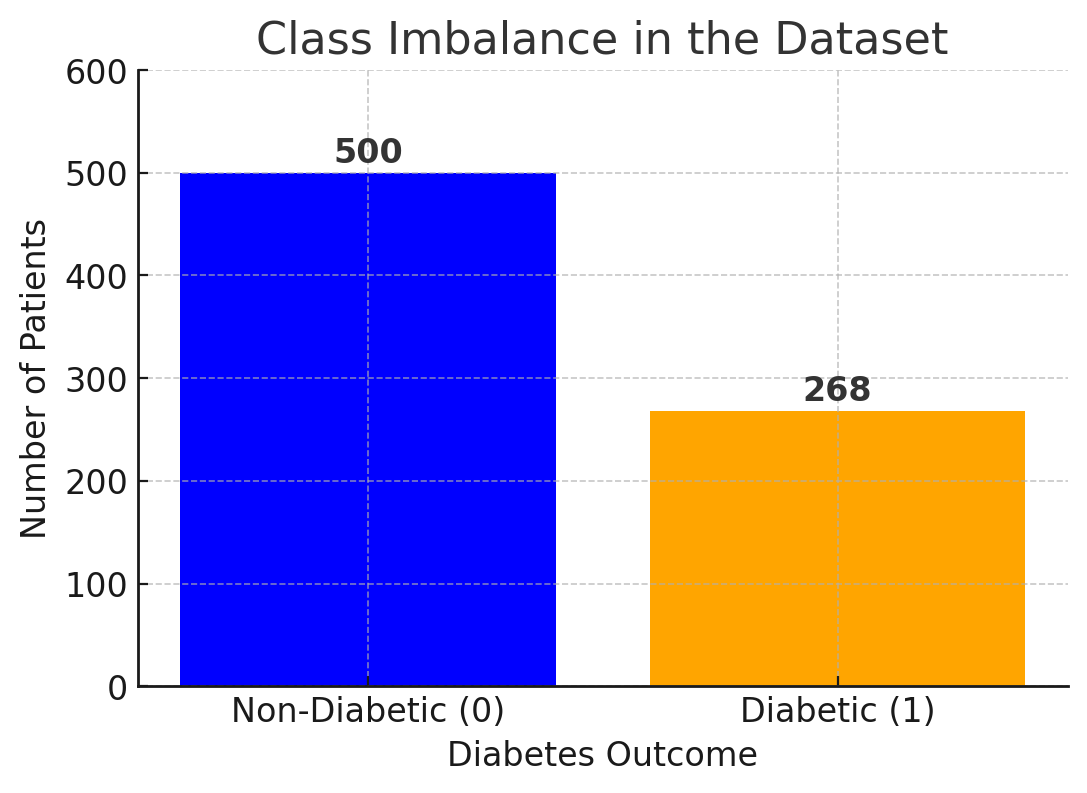 Class Imbalance in the Dataset
600
500
400
300
200
100
0
Number of Patients
500
268
Non-Diabetic (0)
Diabetic (1)
Diabetes Outcome